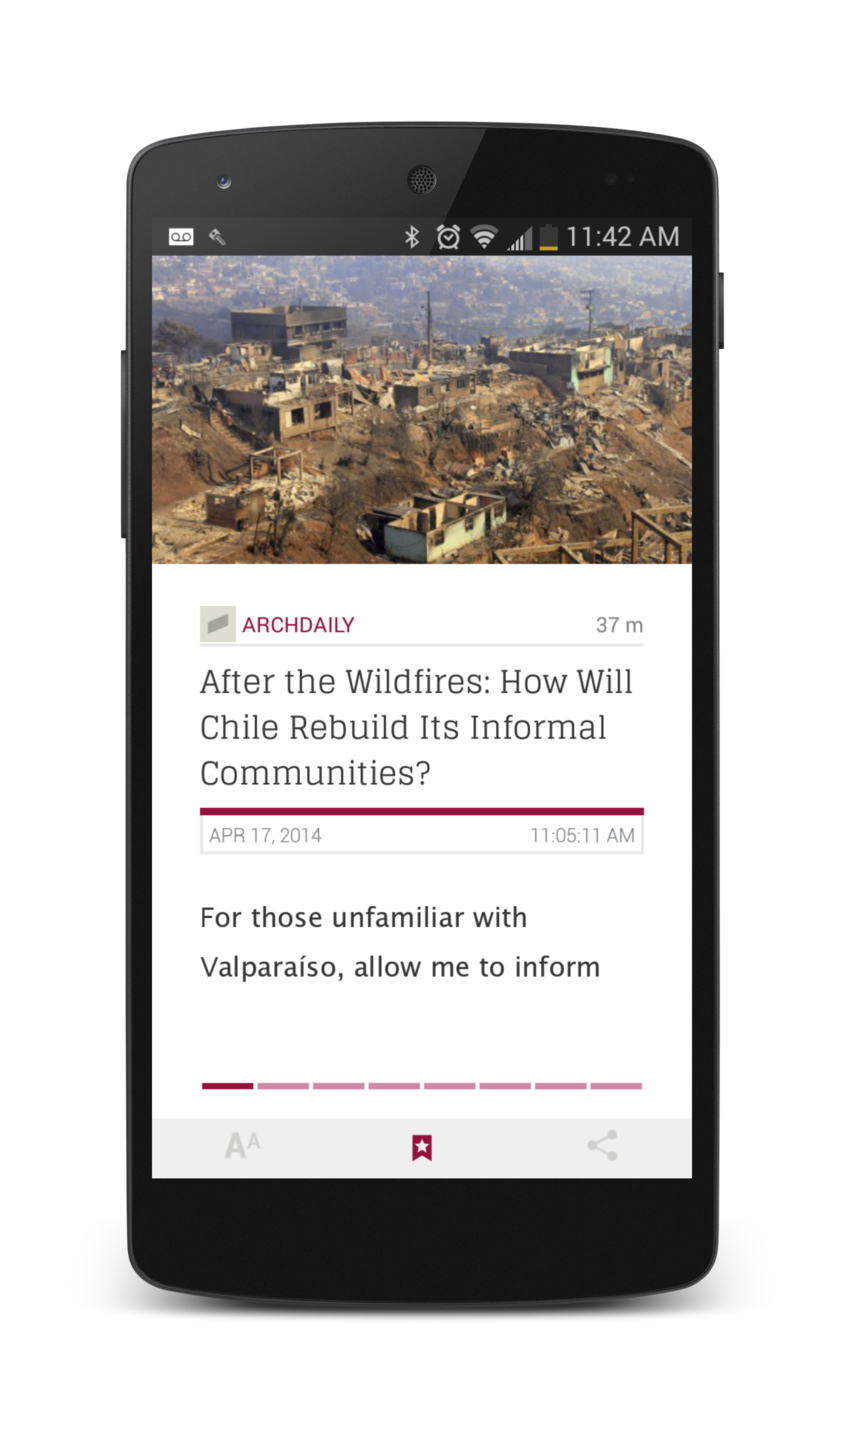 11:42 AM
ARCHDAILY
37 m
After the Wildfires: How Will
Chile Rebuild Its Informal
Communities?
APR 17, 2014
11:05:11 AM
For those unfamiliar with
Valparaíso, allow me to inform
AA